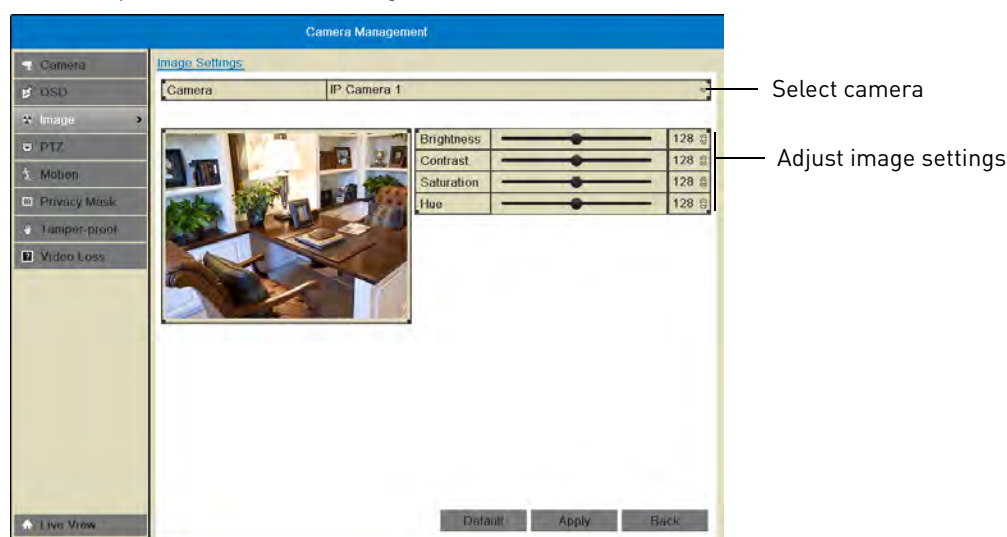 Camera Management
Camera
OSD
Image
PTZ
Motion
Privacy Mask
Tamper-proof
Video Loss
Live View
Image Settings
Camera IP Camera 1
Brightness 128
Contrast 128
Saturation 128
Hue 128
Default Apply Back
Select camera
Adjust image settings